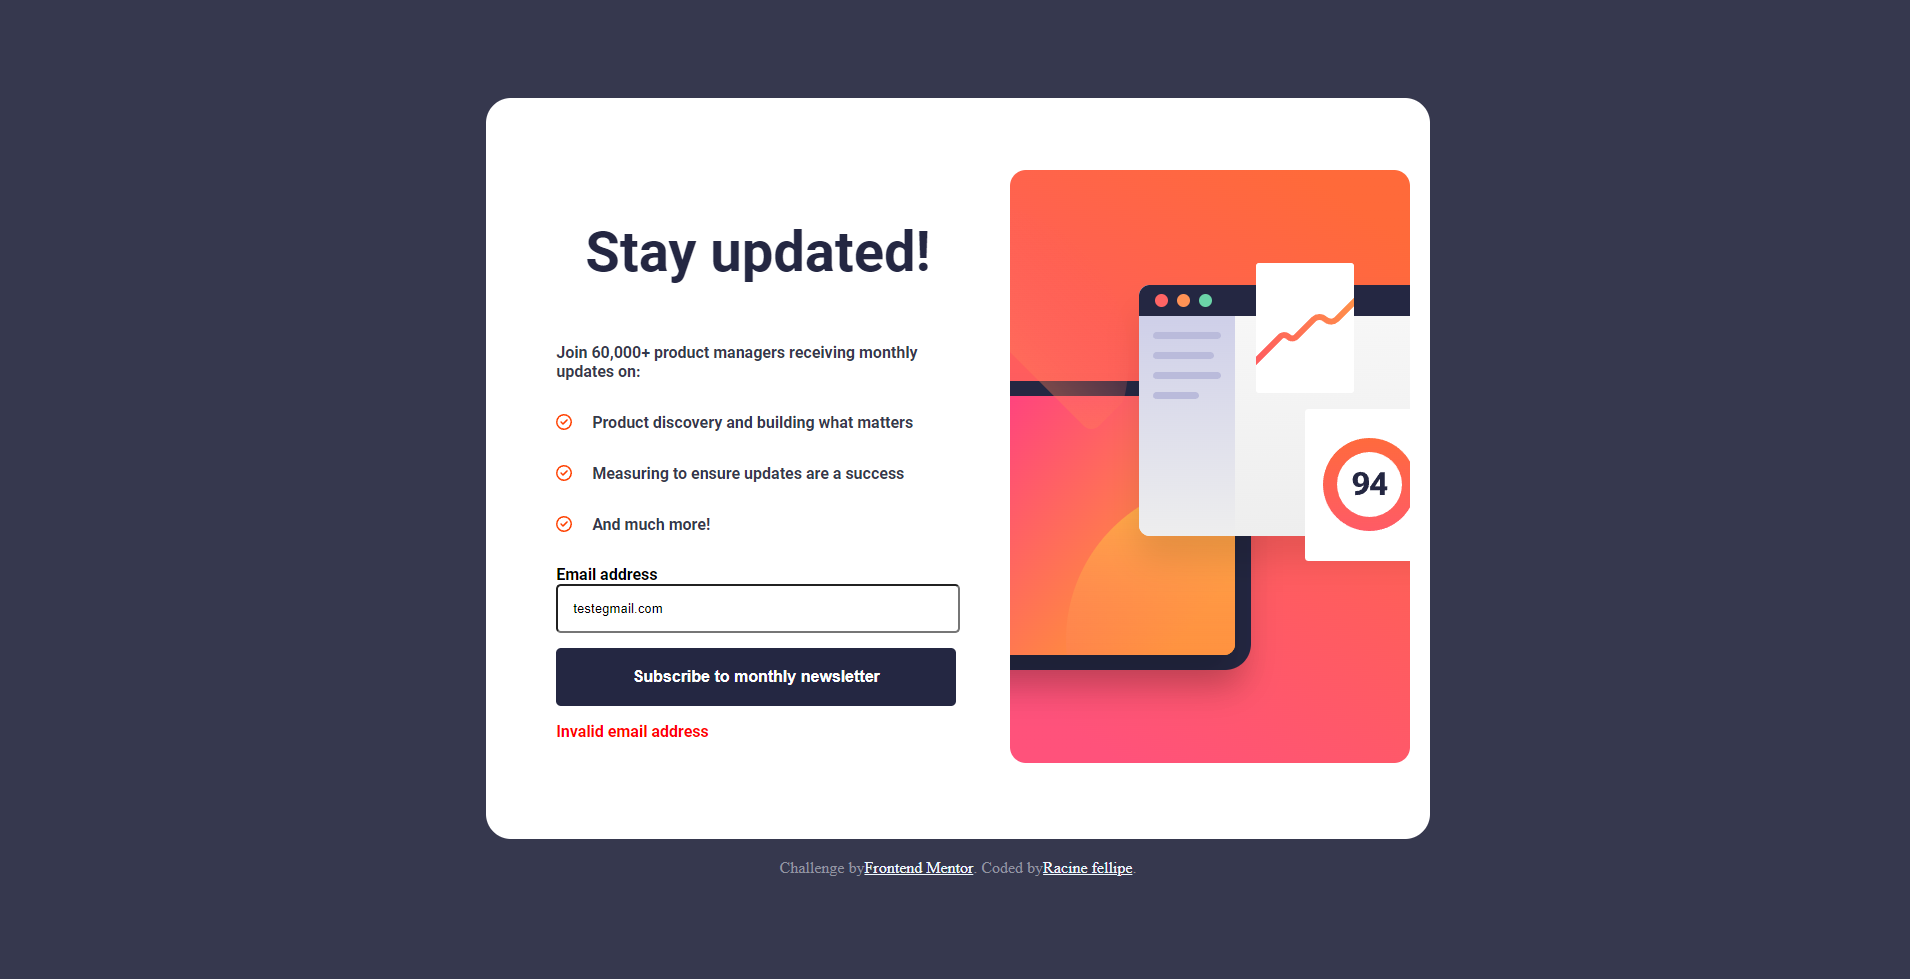 Stay updated!
Join 60,000+ product managers receiving monthly
updates on:
Product discovery and building what matters
Measuring to ensure updates are a success
And much more!
Email address
testegmail.com
Subscribe to monthly newsletter
Invalid email address
94
Challenge byFrontend Mentor. Coded byRacine fellipe.